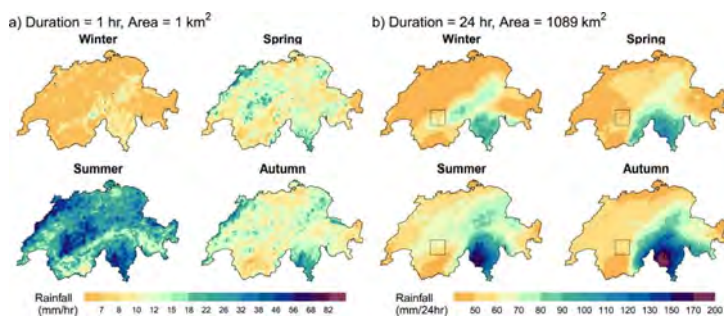 a) Duration = 1 hr, Area = 1 km²
b) Duration = 24 hr, Area = 1089 km²
Winter
Spring
Winter
Spring
Summer
Autumn
Summer
Autumn
Rainfall
(mm/hr)
7 8 10 12 15 18 22 26 32 38 46 56 68 82
Rainfall
(mm/24hr)
50 60 70 80 90 100 110 130 150 170 200